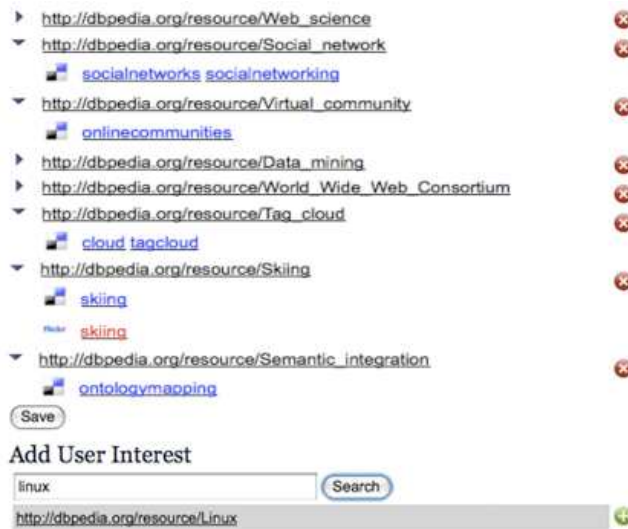 http://dbpedia.org/resource/Web_science
http://dbpedia.org/resource/Social_network
socialnetworks socialnetworking
http://dbpedia.org/resource/Virtual_community
onlinecommunities
http://dbpedia.org/resource/Data_mining
http://dbpedia.org/resource/World_Wide_Web_Consortium
http://dbpedia.org/resource/Tag_cloud
cloud tagcloud
http://dbpedia.org/resource/Skiing
skiing
flickr skiing
http://dbpedia.org/resource/Semantic_integration
ontologymapping
Save
Add User Interest
linux Search
http://dbpedia.org/resource/Linux